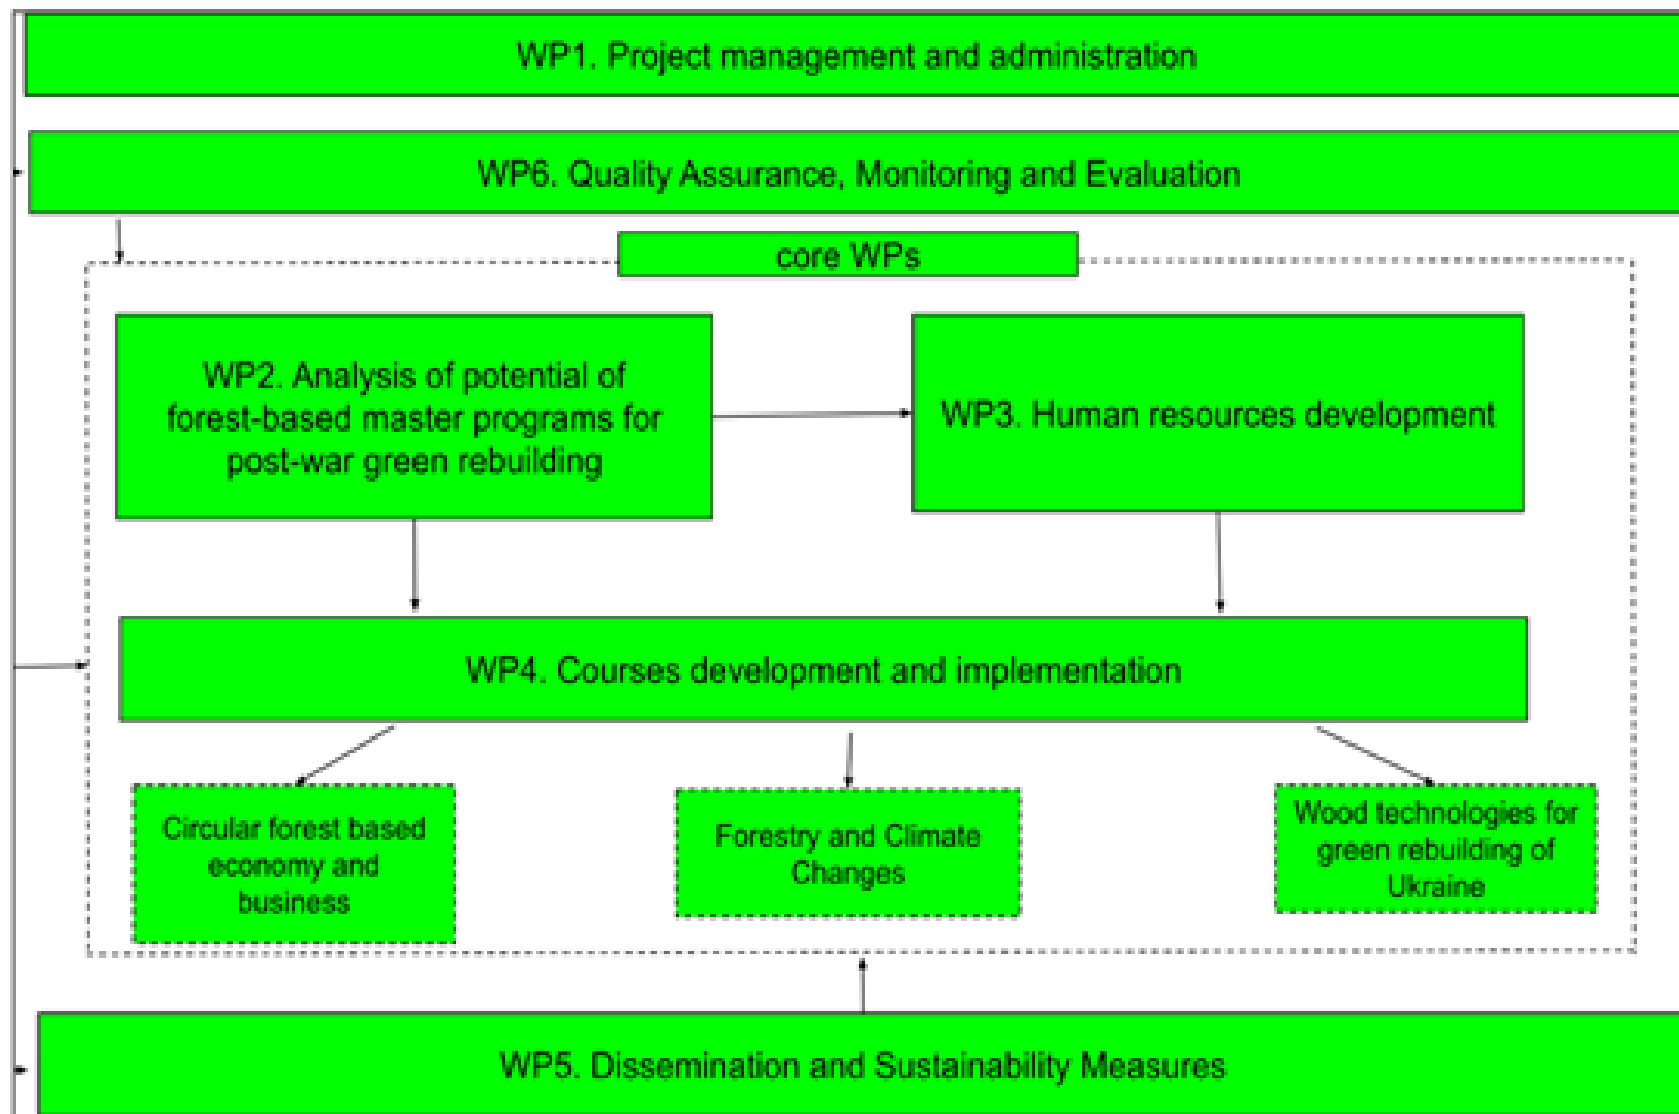 WP1. Project management and administration
WP6. Quality Assurance, Monitoring and Evaluation
core WPs
WP2. Analysis of potential of
forest-based master programs for
post-war green rebuilding
WP3. Human resources development
WP4. Courses development and implementation
Circular forest based
economy and
business
Forestry and Climate
Changes
Wood technologies for
green rebuilding of
Ukraine
WP5. Dissemination and Sustainability Measures